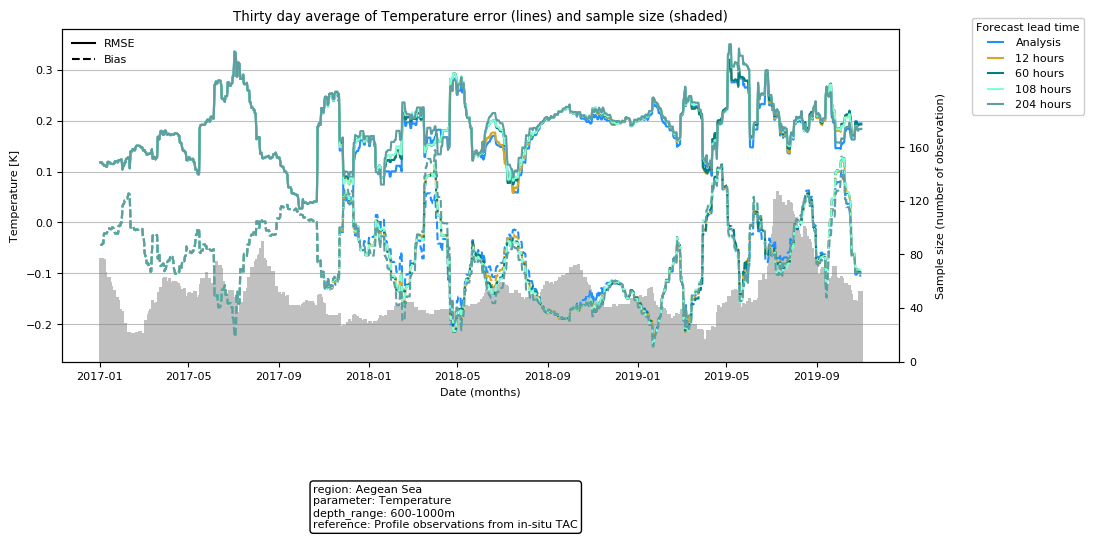 Thirty day average of Temperature error (lines) and sample size (shaded)
Forecast lead time
Analysis
12 hours
60 hours
108 hours
204 hours
RMSE
Bias
Temperature [K]
0.3
0.2
0.1
0.0
−0.1
−0.2
160
120
80
40
0
Sample size (number of observation)
2017-01 2017-05 2017-09 2018-01 2018-05 2018-09 2019-01 2019-05 2019-09
Date (months)
region: Aegean Sea
parameter: Temperature
depth_range: 600-1000m
reference: Profile observations from in-situ TAC